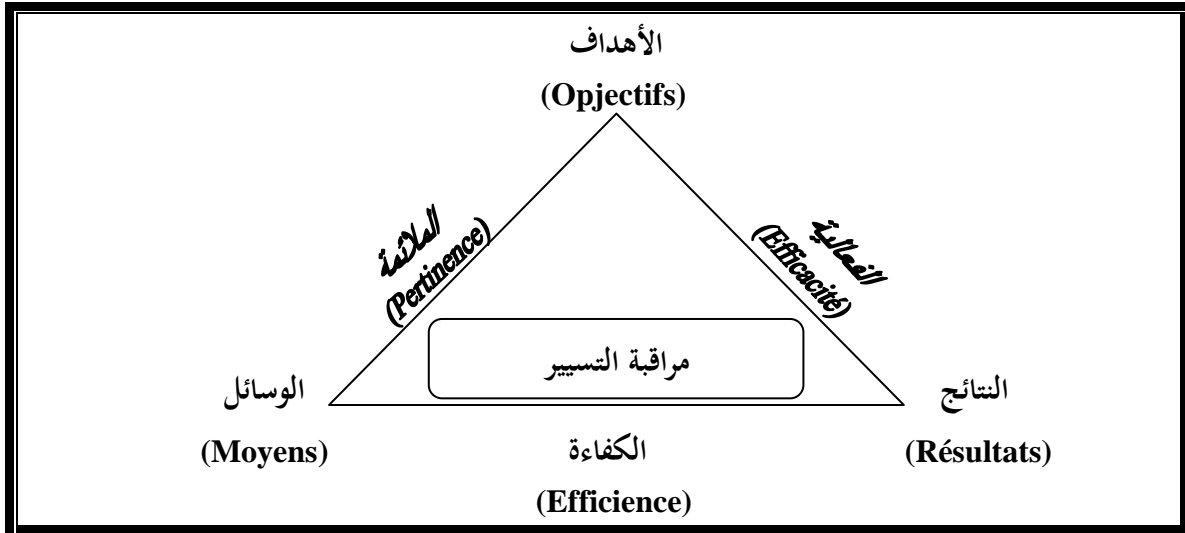 الأهداف
(Opjectifs)
الملائمة
(Pertinence)
الفعالية
(Efficacité)
مراقبة التسيير
الوسائل
(Moyens)
النتائج
(Résultats)
الكفاءة
(Efficience)